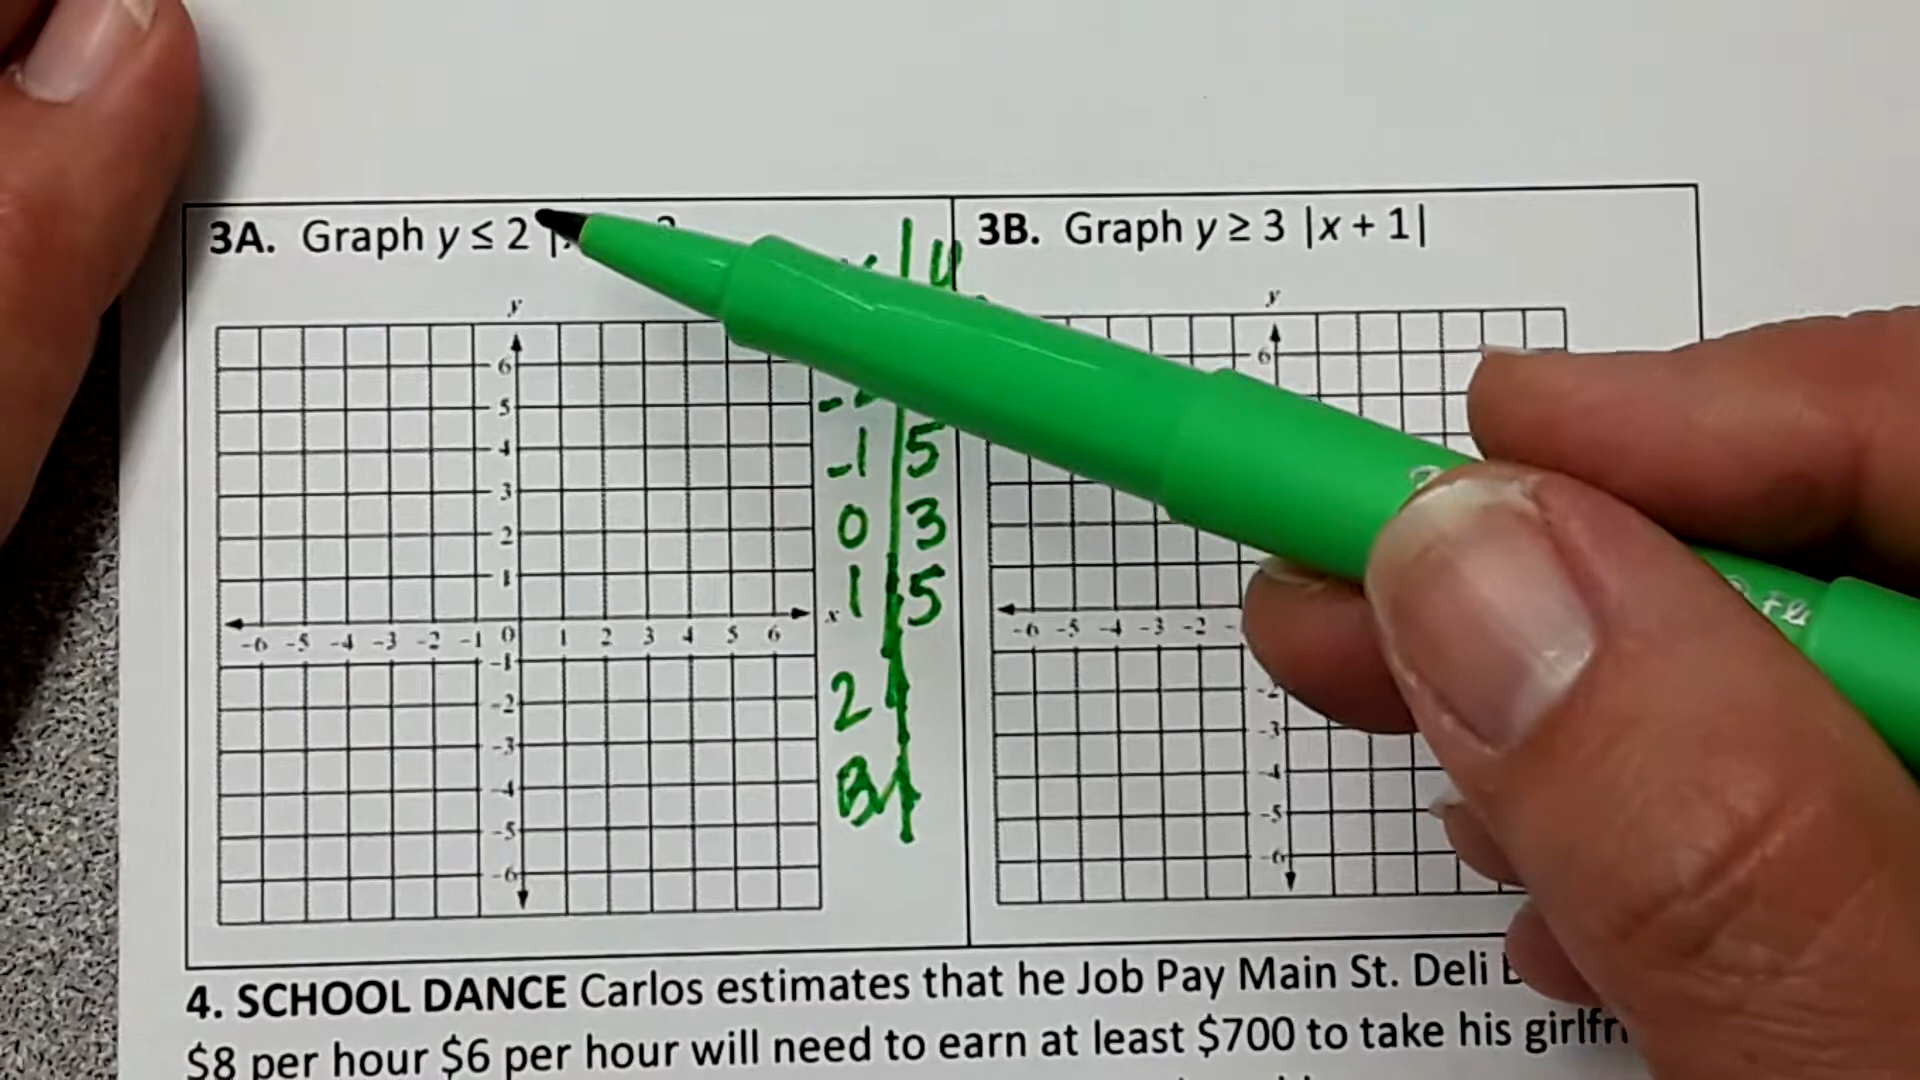 3A. Graph y ≤ 2 |
3B. Graph y ≥ 3 |x + 1|
y
y
y
6
5
4
3
2
1
-6 -5 -4 -3 -2 -1 0 1 2 3 4 5 6 x
-1
-2
-3
-4
-5
-6
-1 5
0 3
1 5
2
3
6
-6 -5 -4 -3 -2
-2
-3
-4
-5
-6
4. SCHOOL DANCE Carlos estimates that he Job Pay Main St. Deli
$8 per hour $6 per hour will need to earn at least $700 to take his